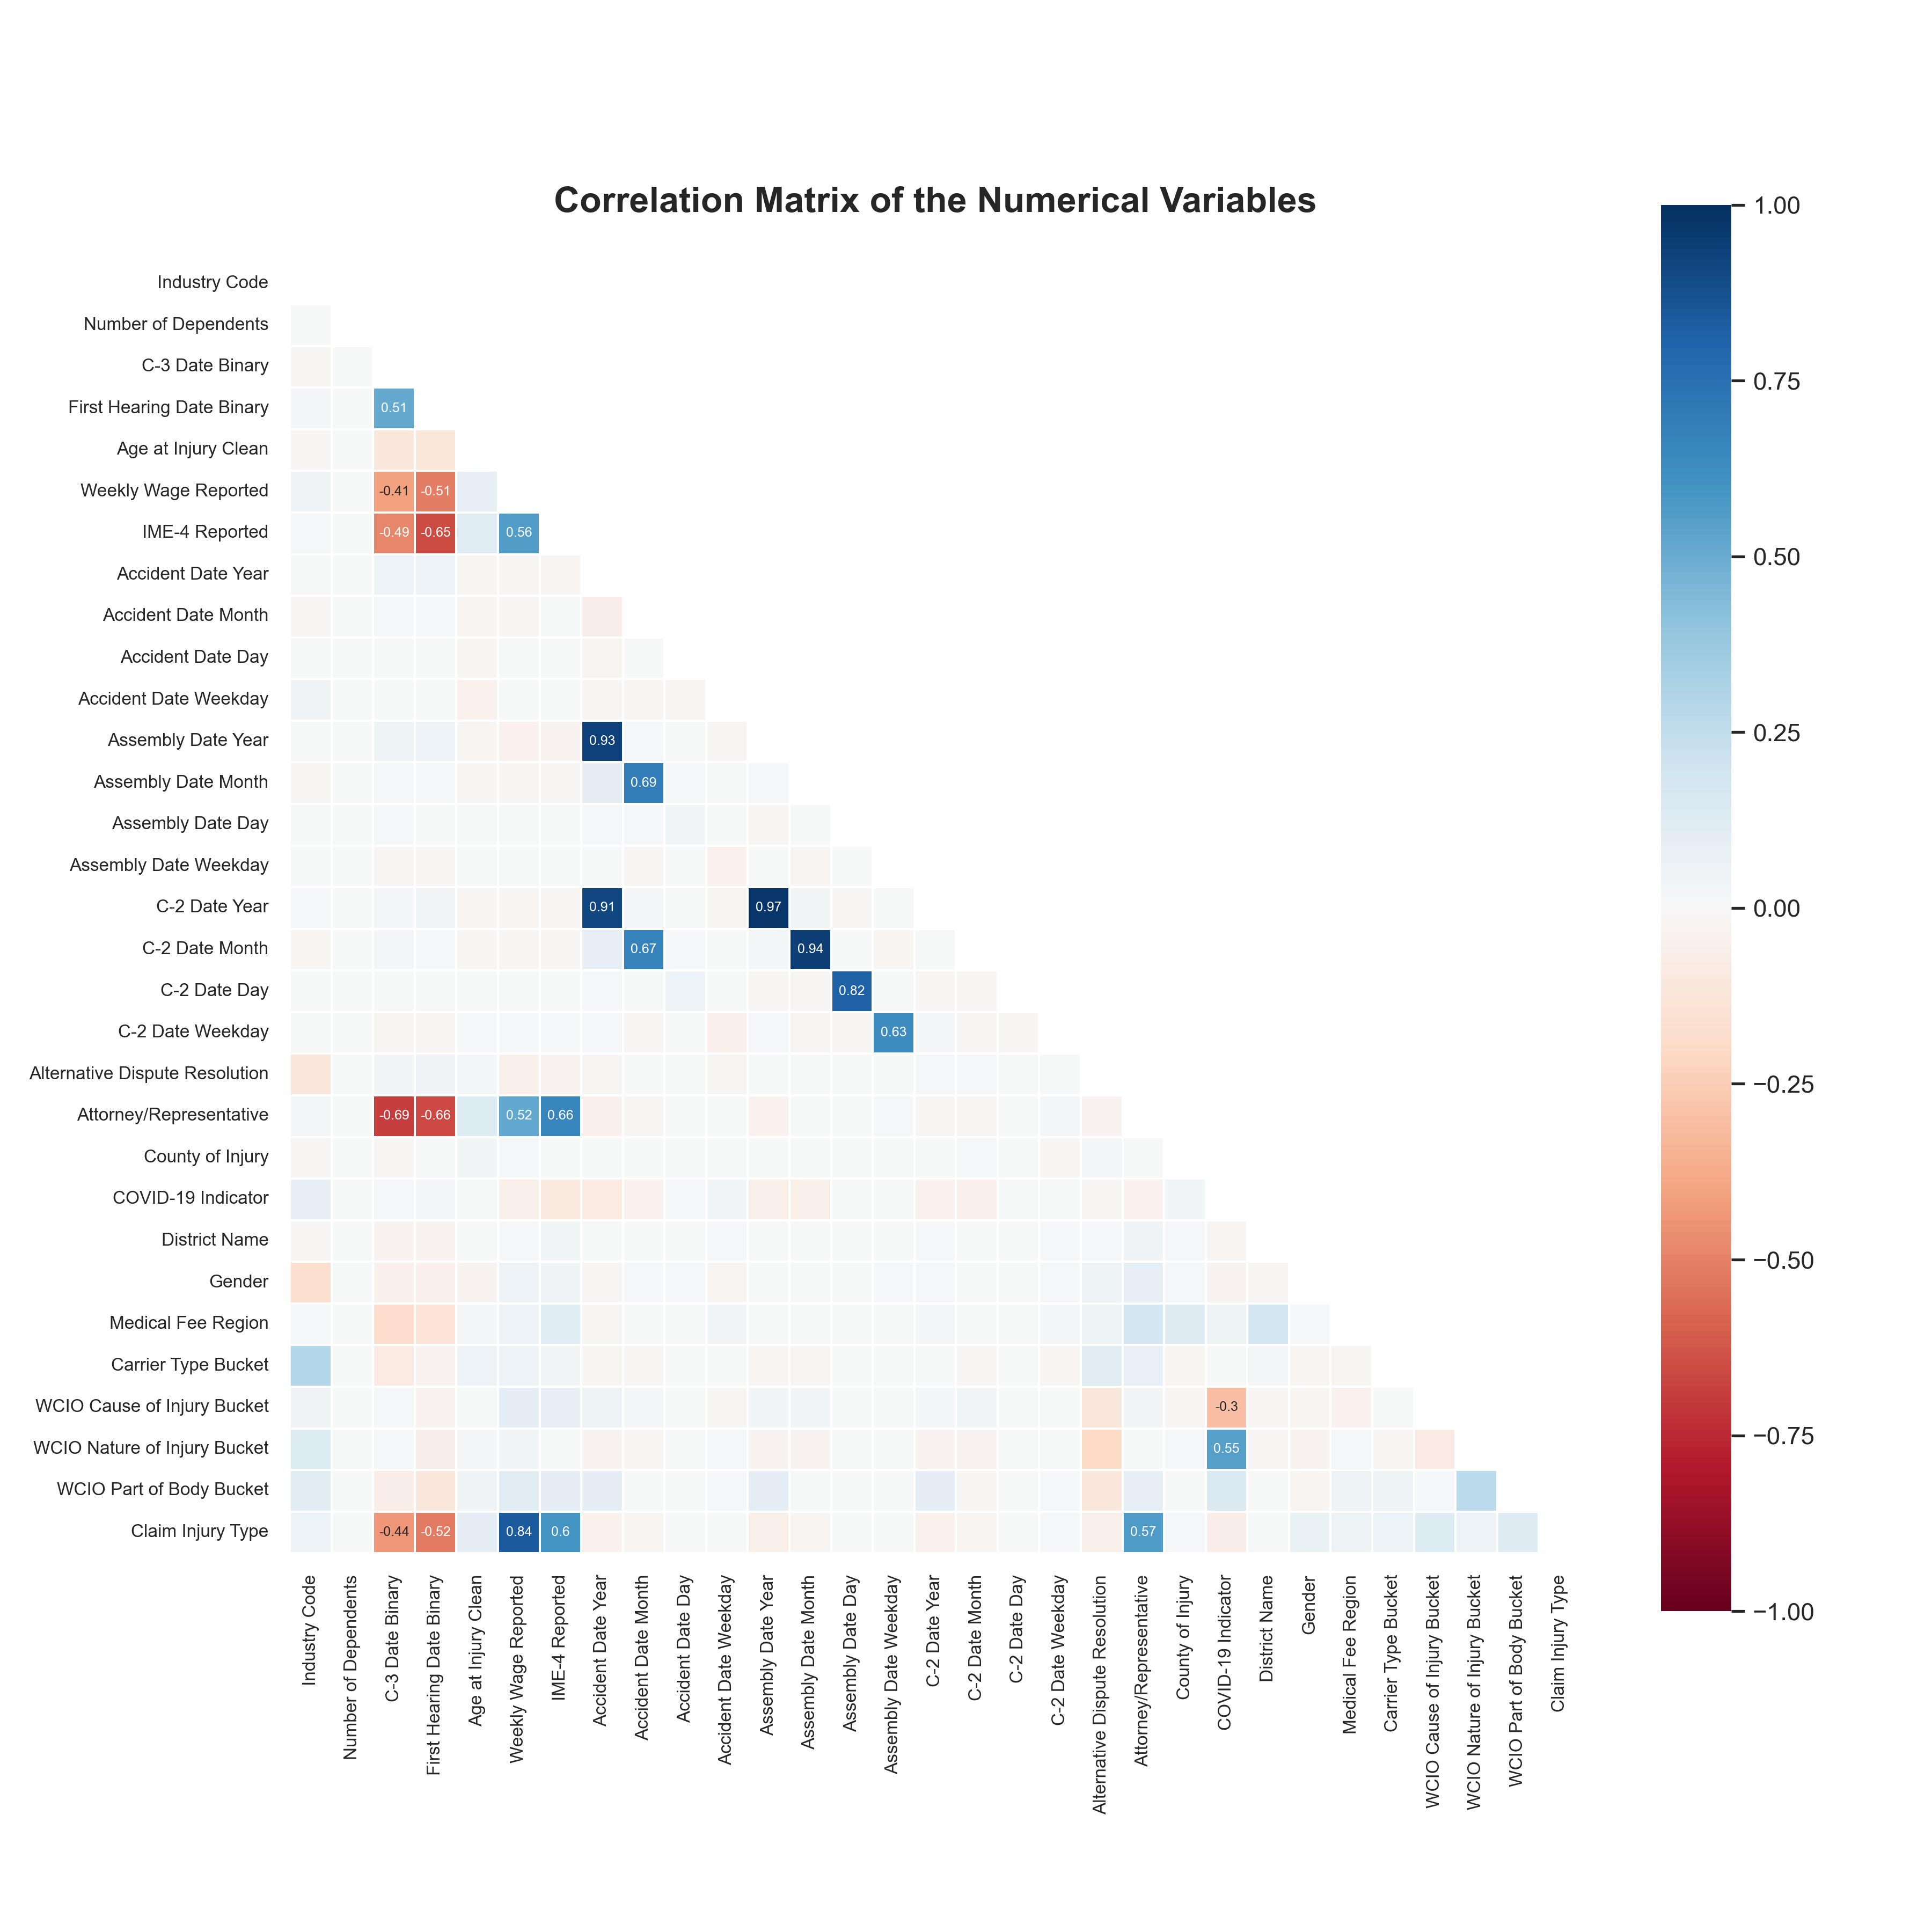 Correlation Matrix of the Numerical Variables
Industry Code
Number of Dependents
C-3 Date Binary
First Hearing Date Binary 0.51
Age at Injury Clean
Weekly Wage Reported -0.41 -0.51
IME-4 Reported -0.49 -0.65 0.56
Accident Date Year
Accident Date Month
Accident Date Day
Accident Date Weekday
Assembly Date Year 0.93
Assembly Date Month 0.69
Assembly Date Day
Assembly Date Weekday
C-2 Date Year 0.91 0.97
C-2 Date Month 0.67 0.94
C-2 Date Day 0.82
C-2 Date Weekday 0.63
Alternative Dispute Resolution
Attorney/Representative -0.69 -0.66 0.52 0.66
County of Injury
COVID-19 Indicator
District Name
Gender
Medical Fee Region
Carrier Type Bucket
WCIO Cause of Injury Bucket -0.3
WCIO Nature of Injury Bucket 0.55
WCIO Part of Body Bucket
Claim Injury Type -0.44 -0.52 0.84 0.6 0.57
Industry Code
Number of Dependents
C-3 Date Binary
First Hearing Date Binary
Age at Injury Clean
Weekly Wage Reported
IME-4 Reported
Accident Date Year
Accident Date Month
Accident Date Day
Accident Date Weekday
Assembly Date Year
Assembly Date Month
Assembly Date Day
Assembly Date Weekday
C-2 Date Year
C-2 Date Month
C-2 Date Day
C-2 Date Weekday
Alternative Dispute Resolution
Attorney/Representative
County of Injury
COVID-19 Indicator
District Name
Gender
Medical Fee Region
Carrier Type Bucket
WCIO Cause of Injury Bucket
WCIO Nature of Injury Bucket
WCIO Part of Body Bucket
Claim Injury Type
1.00
0.75
0.50
0.25
0.00
−0.25
−0.50
−0.75
−1.00